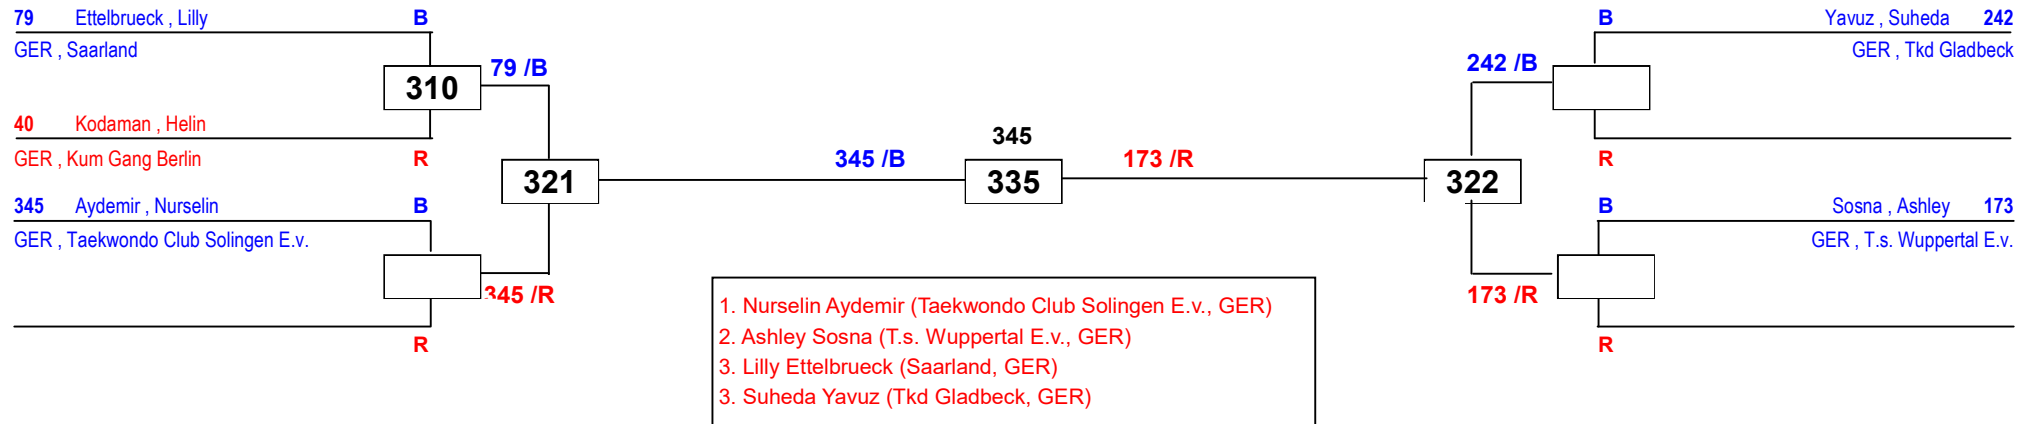 79 Ettelbrueck , Lilly B
GER , Saarland
310
79 /B
40 Kodaman , Helin
GER , Kum Gang Berlin R
321
345 Aydemir , Nurselin B
GER , Taekwondo Club Solingen E.v.
345 /R
R
345 /B
345
335
173 /R
B Yavuz , Suheda 242
GER , Tkd Gladbeck
242 /B
R
322
B Sosna , Ashley 173
GER , T.s. Wuppertal E.v.
173 /R
R
1. Nurselin Aydemir (Taekwondo Club Solingen E.v., GER)
2. Ashley Sosna (T.s. Wuppertal E.v., GER)
3. Lilly Ettelbrueck (Saarland, GER)
3. Suheda Yavuz (Tkd Gladbeck, GER)